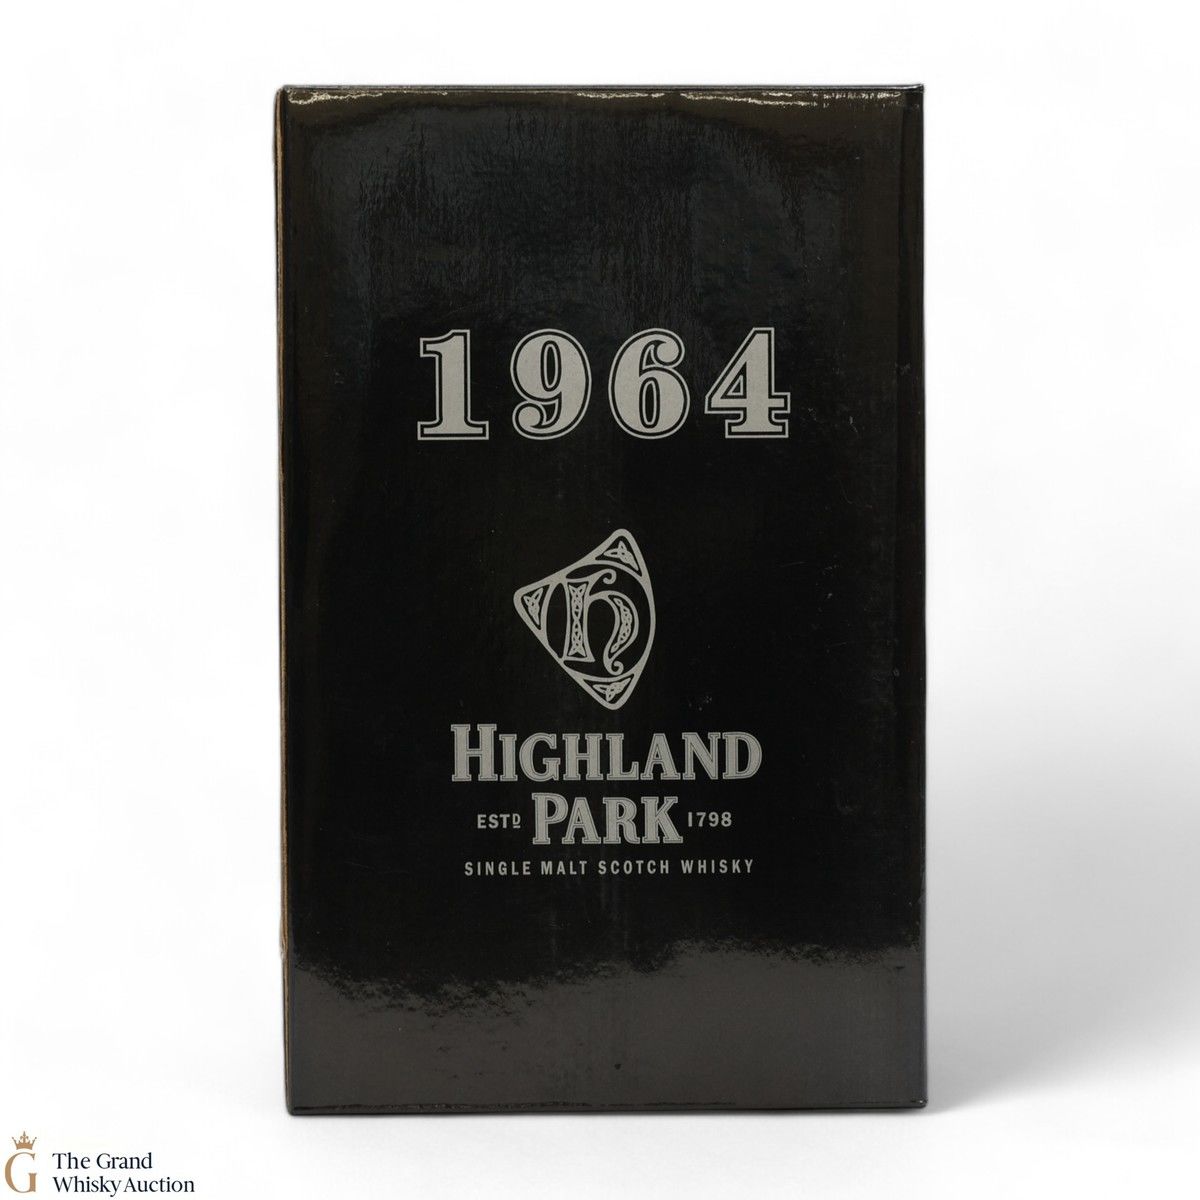 1964
HIGHLAND
ESTD PARK 1798
SINGLE MALT SCOTCH WHISKY
G The Grand
Whisky Auction